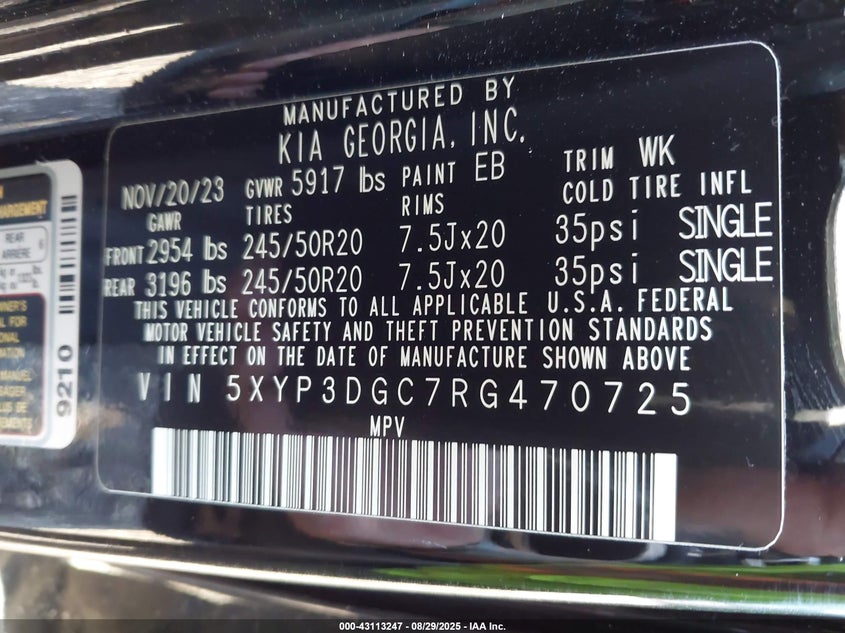 MANUFACTURED BY
KIA GEORGIA, INC.
NOV/20/23 GVWR 5917 lbs PAINT EB TRIM WK
GAWR TIRES RIMS COLD TIRE INFL
FRONT 2954 lbs 245/50R20 7.5Jx20 35psi SINGLE
REAR 3196 lbs 245/50R20 7.5Jx20 35psi SINGLE
THIS VEHICLE CONFORMS TO ALL APPLICABLE U.S.A. FEDERAL
MOTOR VEHICLE SAFETY AND THEFT PREVENTION STANDARDS
IN EFFECT ON THE DATE OF MANUFACTURE SHOWN ABOVE
VIN 5XYP3DGC7RG470725
MPV
REAR 6
ARRIERE
9210
000-43113247 - 08/29/2025 - IAA Inc.